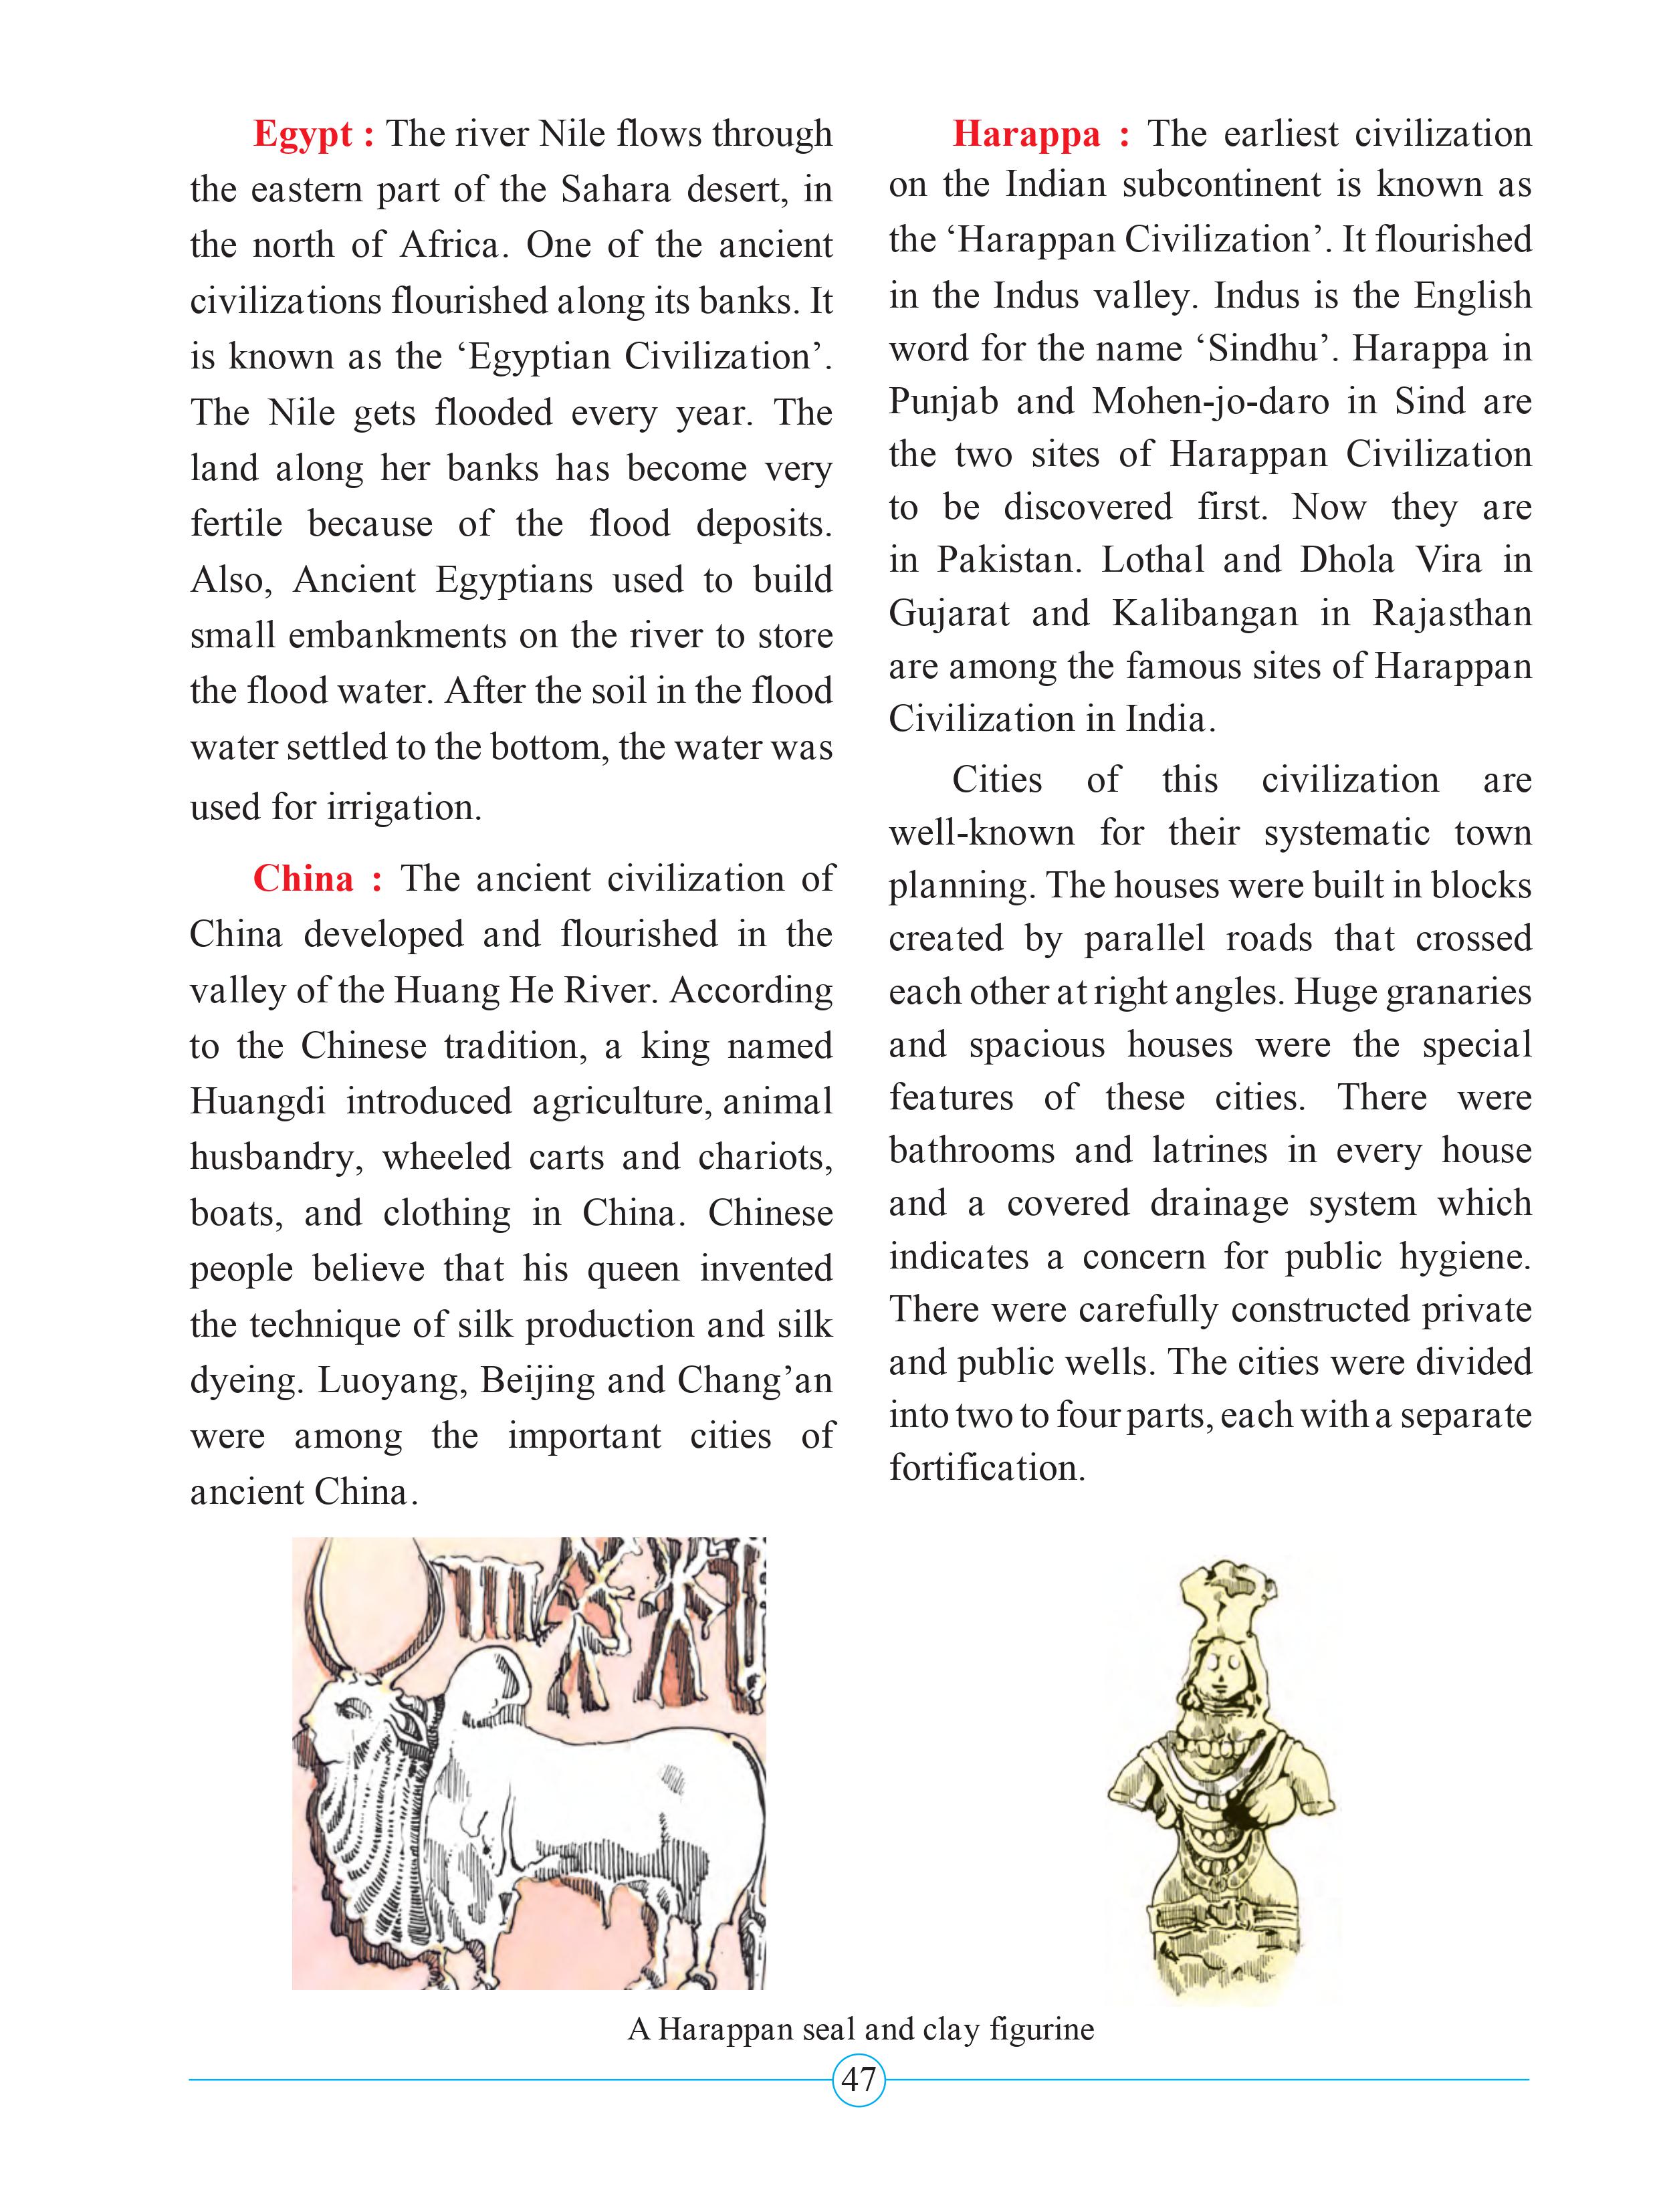 Egypt : The river Nile flows through
the eastern part of the Sahara desert, in
the north of Africa. One of the ancient
civilizations flourished along its banks. It
is known as the ‘Egyptian Civilization’.
The Nile gets flooded every year. The
land along her banks has become very
fertile because of the flood deposits.
Also, Ancient Egyptians used to build
small embankments on the river to store
the flood water. After the soil in the flood
water settled to the bottom, the water was
used for irrigation.
China : The ancient civilization of
China developed and flourished in the
valley of the Huang He River. According
to the Chinese tradition, a king named
Huangdi introduced agriculture, animal
husbandry, wheeled carts and chariots,
boats, and clothing in China. Chinese
people believe that his queen invented
the technique of silk production and silk
dyeing. Luoyang, Beijing and Chang’an
were among the important cities of
ancient China.
Harappa : The earliest civilization
on the Indian subcontinent is known as
the ‘Harappan Civilization’. It flourished
in the Indus valley. Indus is the English
word for the name ‘Sindhu’. Harappa in
Punjab and Mohen-jo-daro in Sind are
the two sites of Harappan Civilization
to be discovered first. Now they are
in Pakistan. Lothal and Dhola Vira in
Gujarat and Kalibangan in Rajasthan
are among the famous sites of Harappan
Civilization in India.
Cities of this civilization are
well-known for their systematic town
planning. The houses were built in blocks
created by parallel roads that crossed
each other at right angles. Huge granaries
and spacious houses were the special
features of these cities. There were
bathrooms and latrines in every house
and a covered drainage system which
indicates a concern for public hygiene.
There were carefully constructed private
and public wells. The cities were divided
into two to four parts, each with a separate
fortification.
A Harappan seal and clay figurine
47